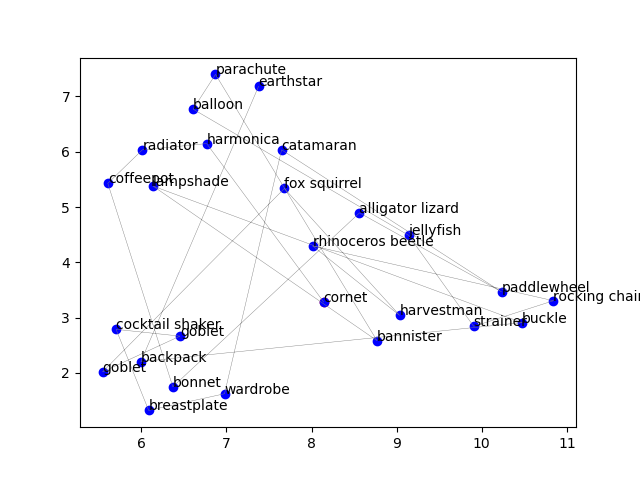 parachute
earthstar
7
balloon
harmonica
radiator
catamaran
6
coffeepot
lampshade
fox squirrel
5
alligator lizard
jellyfish
rhinoceros beetle
4
paddlewheel
rocking chair
cornet
harvestman
3
cocktail shaker
strainer
buckle
goblet
bannister
backpack
goblet
2
bonnet
wardrobe
breastplate
6 7 8 9 10 11